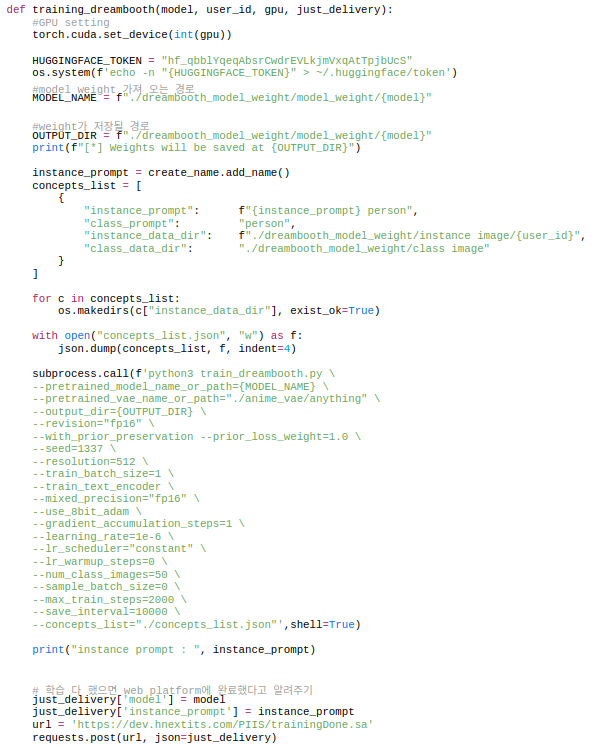 def training_dreambooth(model, user_id, gpu, just_delivery):
#GPU setting
torch.cuda.set_device(int(gpu))
HUGGINGFACE_TOKEN = "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"
os.system(f'echo -n "{HUGGINGFACE_TOKEN}" > ~/.huggingface/token')
#model weight 가져 오는 경로
MODEL_NAME = f"./dreambooth_model_weight/model_weight/{model}"
#weight가 저장될 경로
OUTPUT_DIR = f"./dreambooth_model_weight/model_weight/{model}"
print(f"[*] Weights will be saved at {OUTPUT_DIR}")
instance_prompt = create_name.add_name()
concepts_list = [
{
"instance_prompt": f"{instance_prompt} person",
"class_prompt": "person",
"instance_data_dir": f"./dreambooth_model_weight/instance image/{user_id}",
"class_data_dir": "./dreambooth_model_weight/class image"
}
]
for c in concepts_list:
os.makedirs(c["instance_data_dir"], exist_ok=True)
with open("concepts_list.json", "w") as f:
json.dump(concepts_list, f, indent=4)
subprocess.call(f'python3 train_dreambooth.py \
--pretrained_model_name_or_path={MODEL_NAME} \
--pretrained_vae_name_or_path="./anime_vae/anything" \
--output_dir={OUTPUT_DIR} \
--revision="fp16" \
--with_prior_preservation --prior_loss_weight=1.0 \
--seed=1337 \
--resolution=512 \
--train_batch_size=1 \
--train_text_encoder \
--mixed_precision="fp16" \
--use_8bit_adam \
--gradient_accumulation_steps=1 \
--learning_rate=1e-6 \
--lr_scheduler="constant" \
--lr_warmup_steps=0 \
--num_class_images=50 \
--sample_batch_size=0 \
--max_train_steps=2000 \
--save_interval=10000 \
--concepts_list="./concepts_list.json"',shell=True)
print("instance prompt : ", instance_prompt)
# 학습 다 했으면 web platform에 완료했다고 알려주기
just_delivery['model'] = model
just_delivery['instance_prompt'] = instance_prompt
url = 'https://dev.hnextits.com/PIIS/trainingDone.sa'
requests.post(url, json=just_delivery)